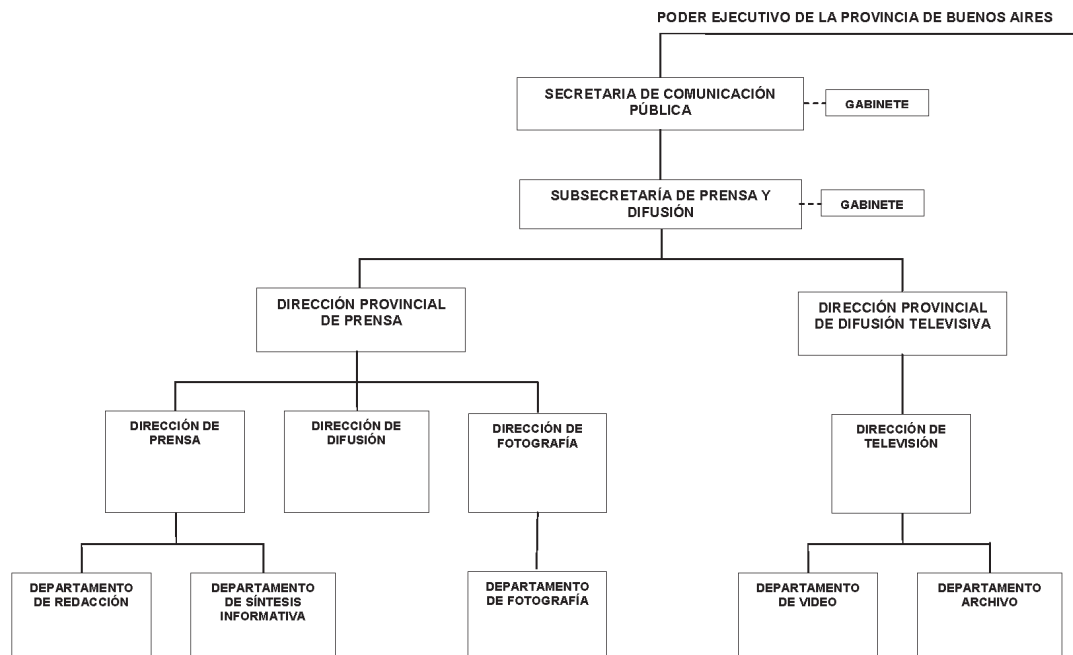 PODER EJECUTIVO DE LA PROVINCIA DE BUENOS AIRES
SECRETARIA DE COMUNICACIÓN
PÚBLICA
GABINETE
SUBSECRETARÍA DE PRENSA Y
DIFUSIÓN
GABINETE
DIRECCIÓN PROVINCIAL
DE PRENSA
DIRECCIÓN PROVINCIAL
DE DIFUSIÓN TELEVISIVA
DIRECCIÓN DE
PRENSA
DIRECCIÓN DE
DIFUSIÓN
DIRECCIÓN DE
FOTOGRAFÍA
DIRECCIÓN DE
TELEVISIÓN
DEPARTAMENTO
DE REDACCIÓN
DEPARTAMENTO
DE SÍNTESIS
INFORMATIVA
DEPARTAMENTO
DE FOTOGRAFÍA
DEPARTAMENTO
DE VIDEO
DEPARTAMENTO
ARCHIVO